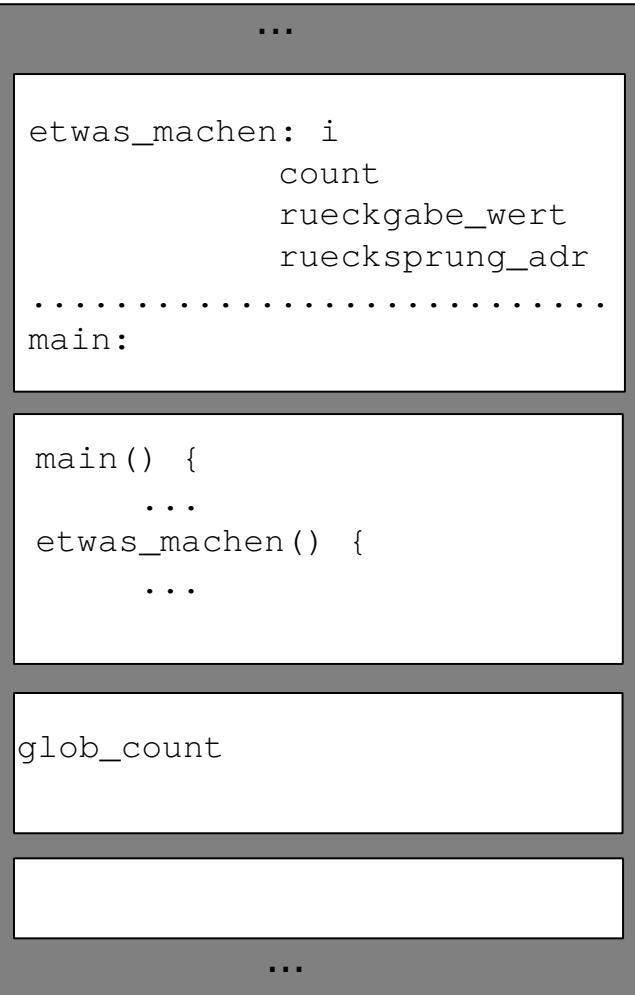 ...
etwas_machen: i
count
rueckgabe_wert
ruecksprung_adr
............................
main:
main() {
...
etwas_machen() {
...
glob_count
...